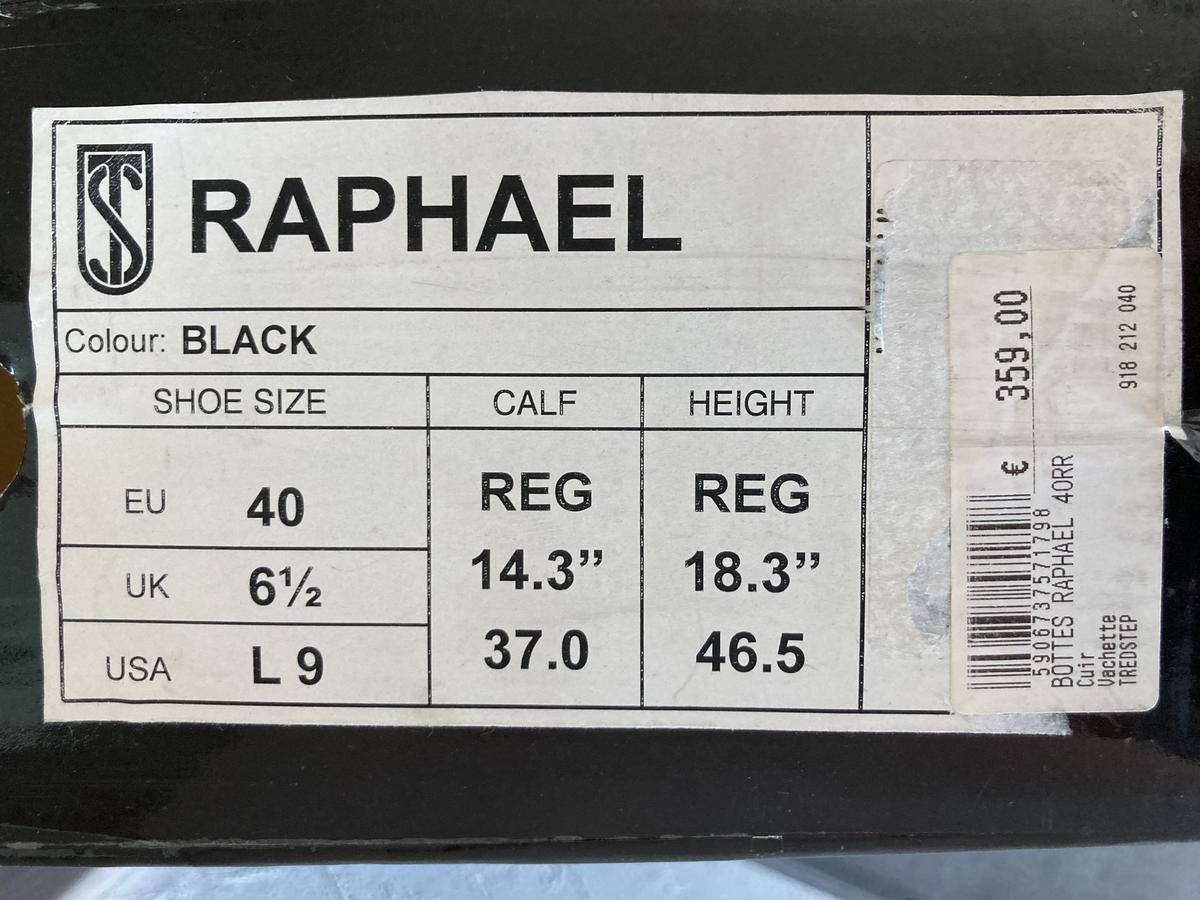 TS
RAPHAEL
Colour: BLACK
SHOE SIZE
CALF
HEIGHT
EU 40
UK 6½
USA L 9
REG
14.3”
37.0
REG
18.3”
46.5
€ 359,00
918 212 040
5906737571798
BOTTES RAPHAEL 40RR
Cuir
Vachette
TREDSTEP